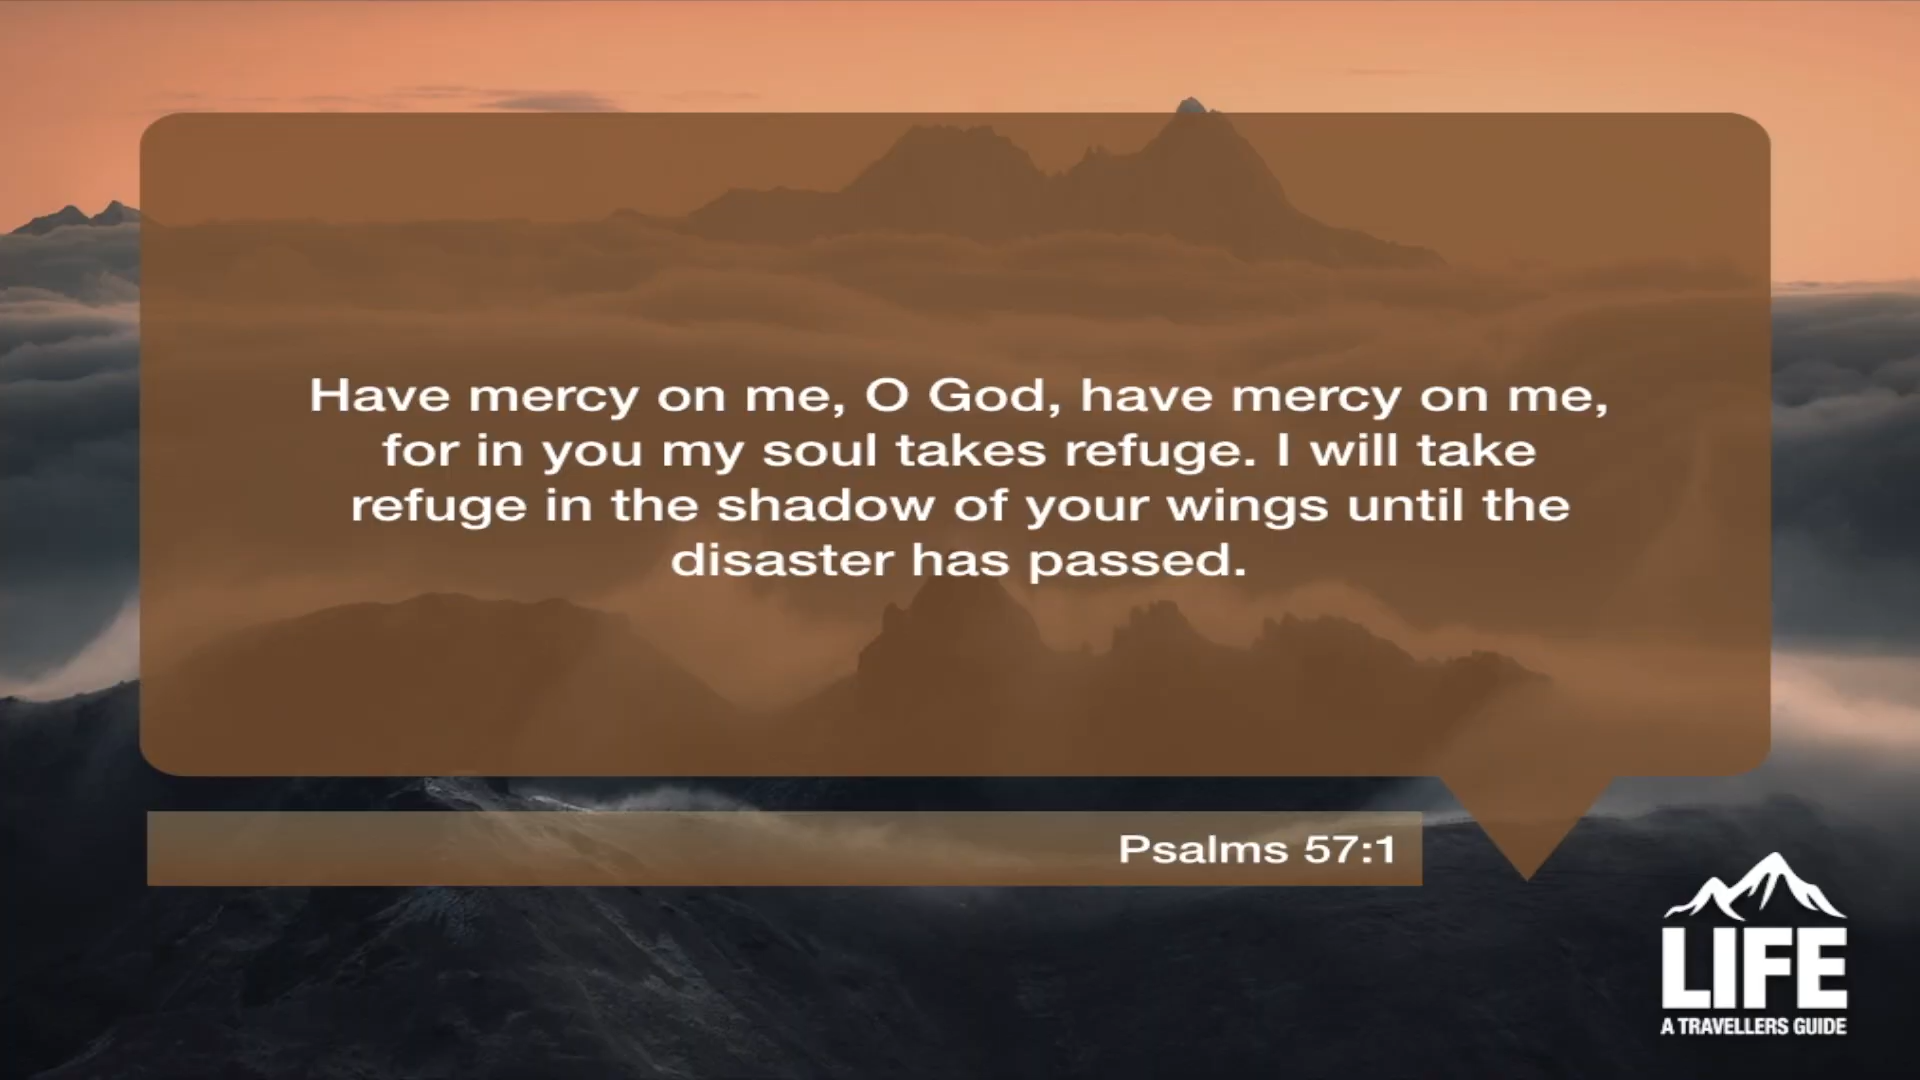 Have mercy on me, O God, have mercy on me,
for in you my soul takes refuge. I will take
refuge in the shadow of your wings until the
disaster has passed.
Psalms 57:1
LIFE
A TRAVELLERS GUIDE